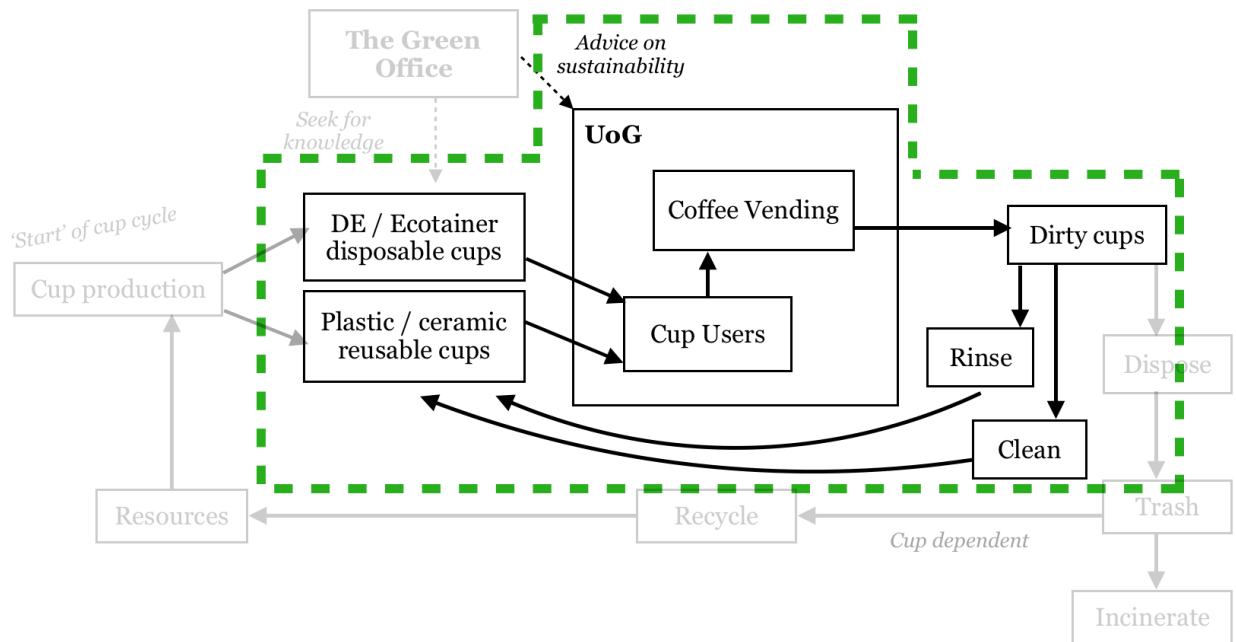 The Green
Office
Advice on
sustainability
Seek for
knowledge
UoG
'Start' of cup cycle
DE / Ecotainer
disposable cups
Coffee Vending
Dirty cups
Cup production
Plastic / ceramic
reusable cups
Cup Users
Rinse
Dispose
Clean
Resources
Recycle
Trash
Cup dependent
Incinerate